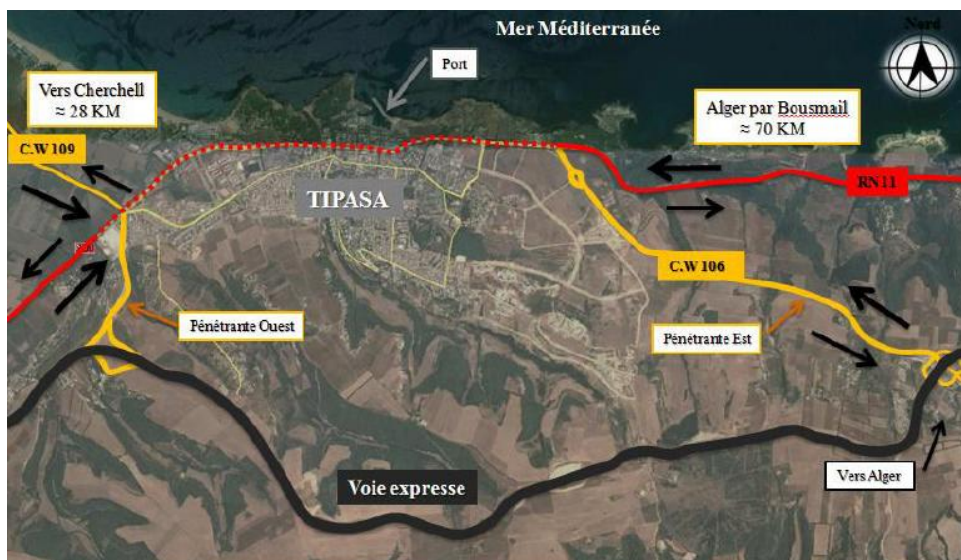 Mer Méditerranée
Nord
Port
Vers Cherchell
≈ 28 KM
Alger par Bousmail
≈ 70 KM
C.W 109
RN11
TIPASA
C.W 106
Pénétrante Ouest
Pénétrante Est
Voie expresse
Vers Alger